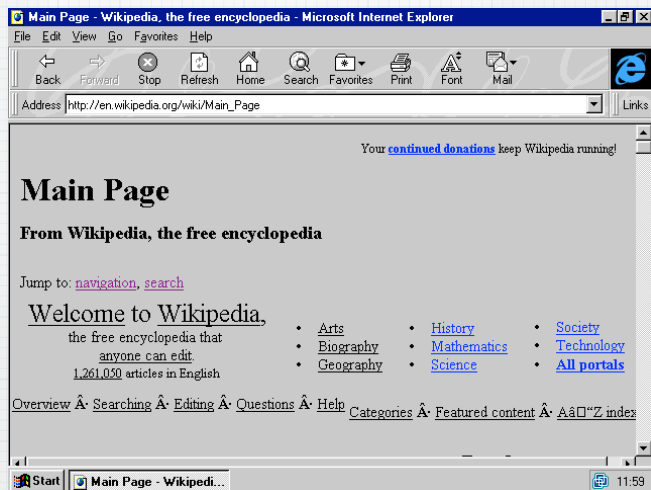 Main Page - Wikipedia, the free encyclopedia - Microsoft Internet Explorer
File Edit View Go Favorites Help
Back Forward Stop Refresh Home Search Favorites Print Font Mail
Address http://en.wikipedia.org/wiki/Main_Page Links
Your continued donations keep Wikipedia running!
Main Page
From Wikipedia, the free encyclopedia
Jump to: navigation, search
Welcome to Wikipedia,
the free encyclopedia that
anyone can edit.
1,261,050 articles in English
• Arts
• Biography
• Geography
• History
• Mathematics
• Science
• Society
• Technology
• All portals
Overview Â· Searching Â· Editing Â· Questions Â· Help
Categories Â· Featured content Â· Aâ□“Z index
Start Main Page - Wikipedi... 11:59